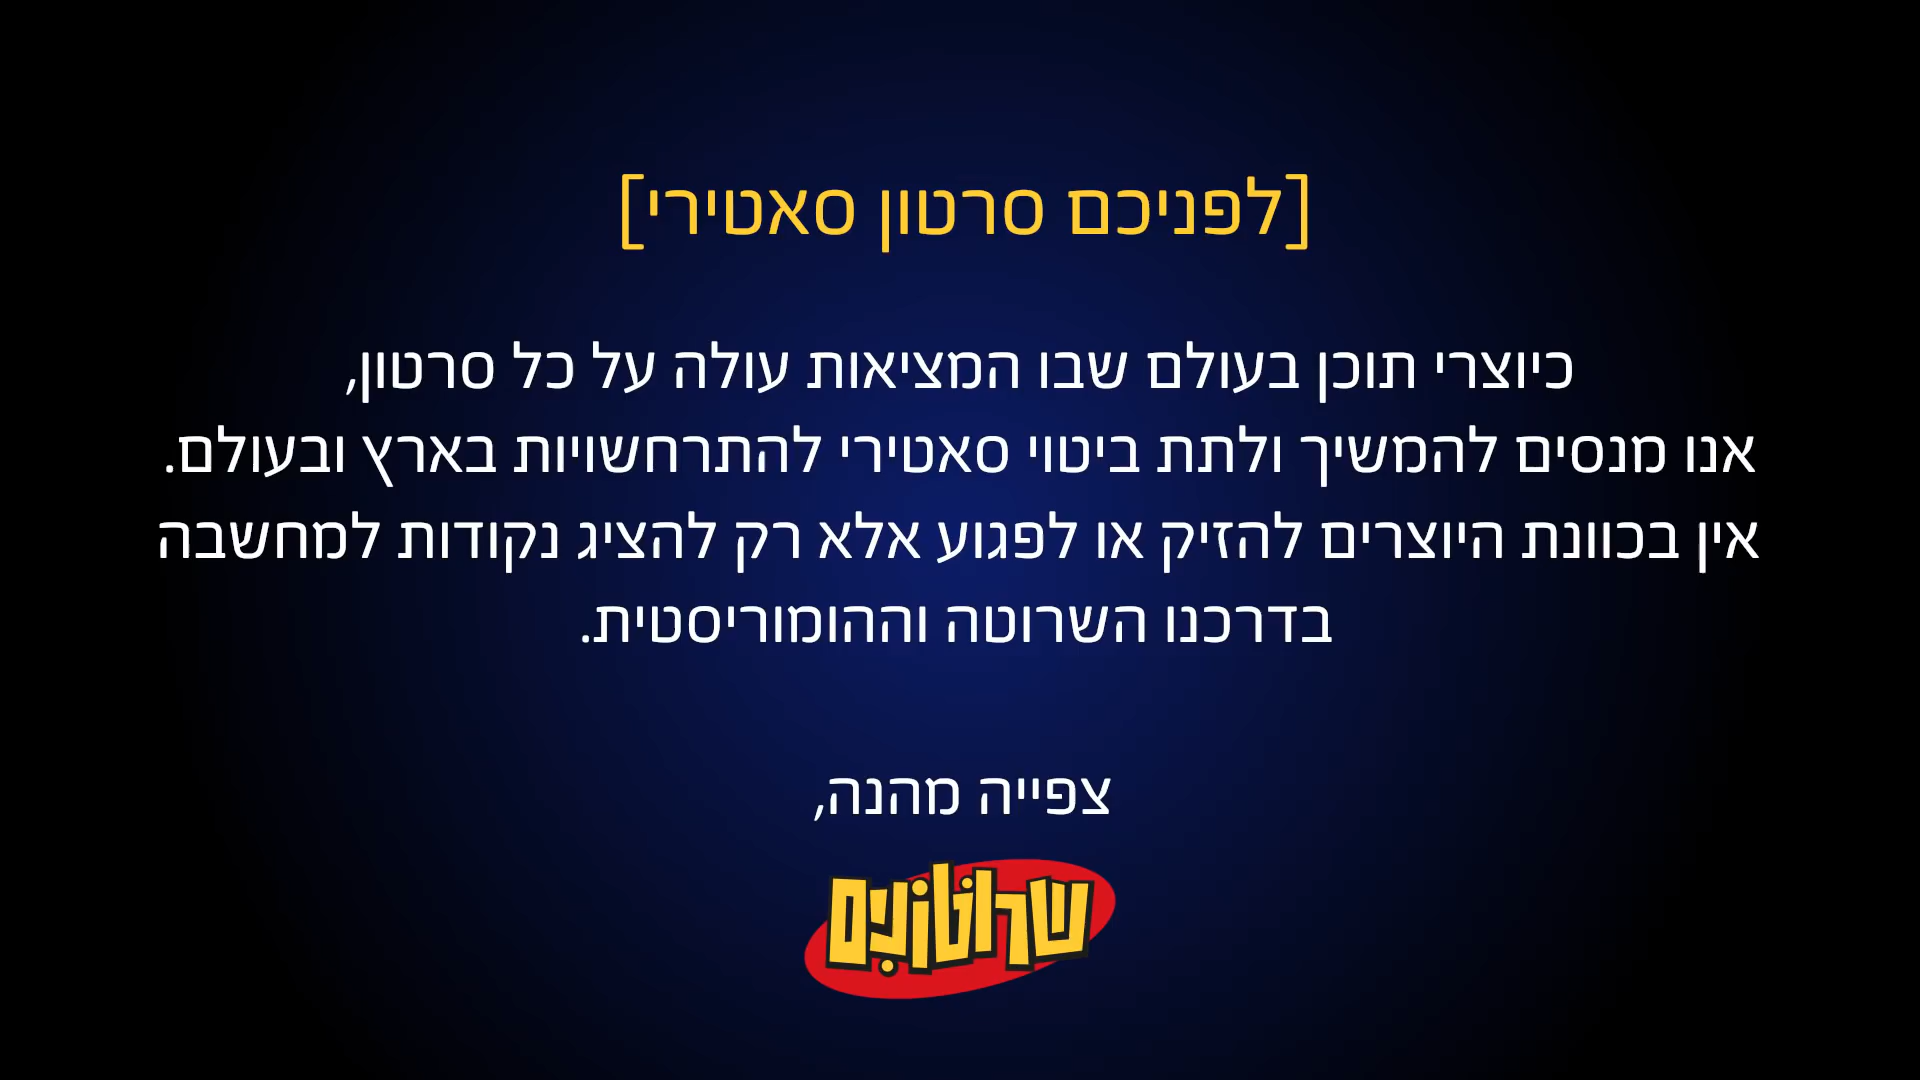 [לפניכם סרטון סאטירי]
כיוצרי תוכן בעולם שבו המציאות עולה על כל סרטון,
אנו מנסים להמשיך ולתת ביטוי סאטירי להתרחשויות בארץ ובעולם.
אין בכוונת היוצרים להזיק או לפגוע אלא רק להציג נקודות למחשבה
בדרכנו השרוטה וההומוריסטית.
צפייה מהנה,
שרוטונים